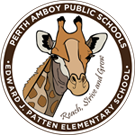 PERTH AMBOY PUBLIC SCHOOLS
Reach, Strive and Grow
•EDWARD J. PATTEN ELEMENTARY SCHOOL•